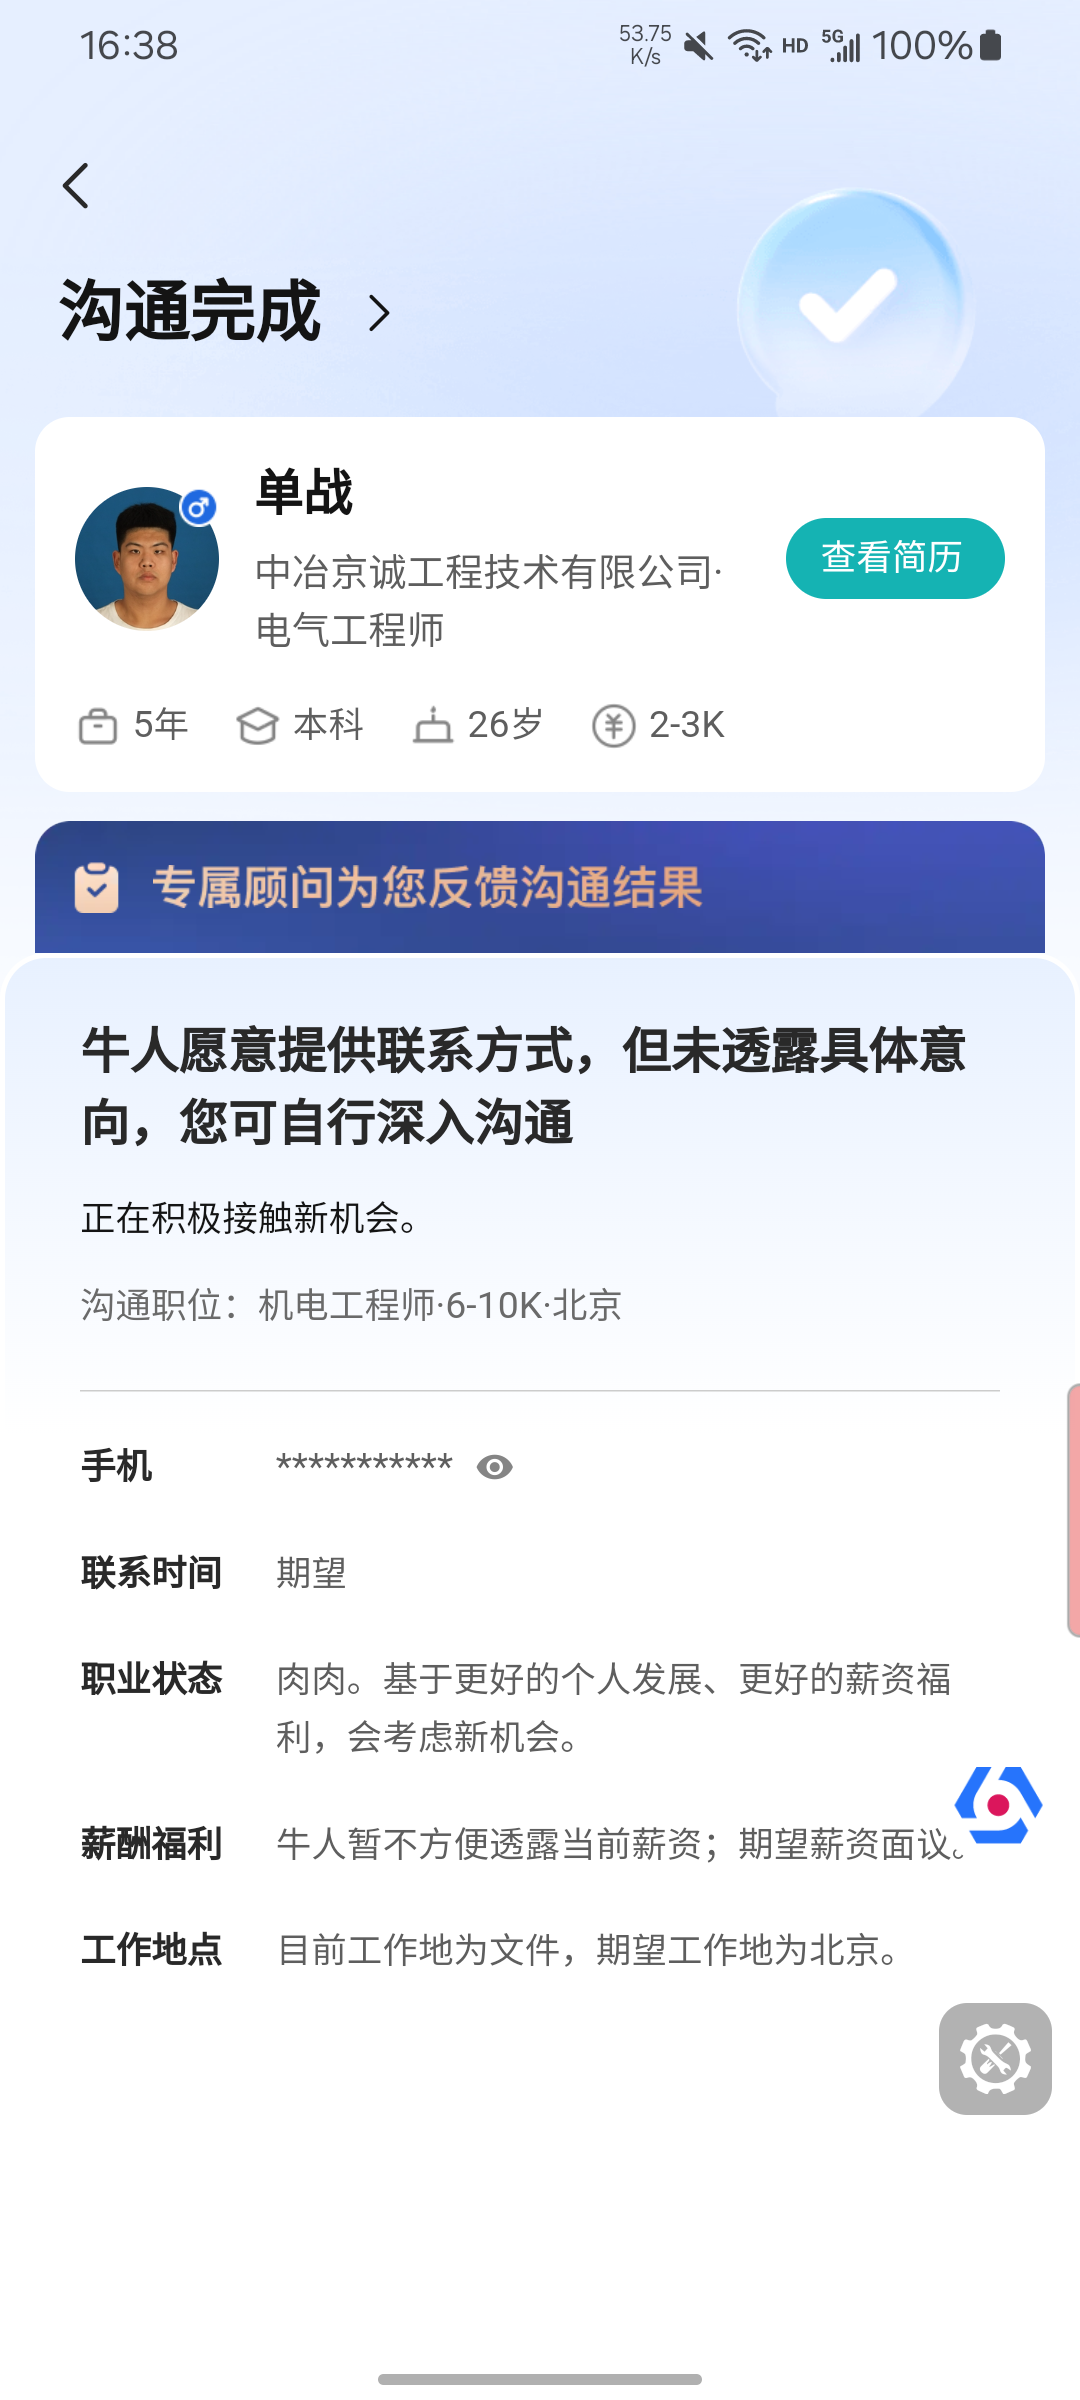 16:38
53.75
K/s
HD
5G
100%
沟通完成
单战
中冶京诚工程技术有限公司·
电气工程师
查看简历
5年
本科
26岁
2-3K
专属顾问为您反馈沟通结果
牛人愿意提供联系方式，但未透露具体意
向，您可自行深入沟通
正在积极接触新机会。
沟通职位：机电工程师·6-10K·北京
手机 ***********
联系时间 期望
职业状态 肉肉。基于更好的个人发展、更好的薪资福
利，会考虑新机会。
薪酬福利 牛人暂不方便透露当前薪资；期望薪资面议。
工作地点 目前工作地为文件，期望工作地为北京。